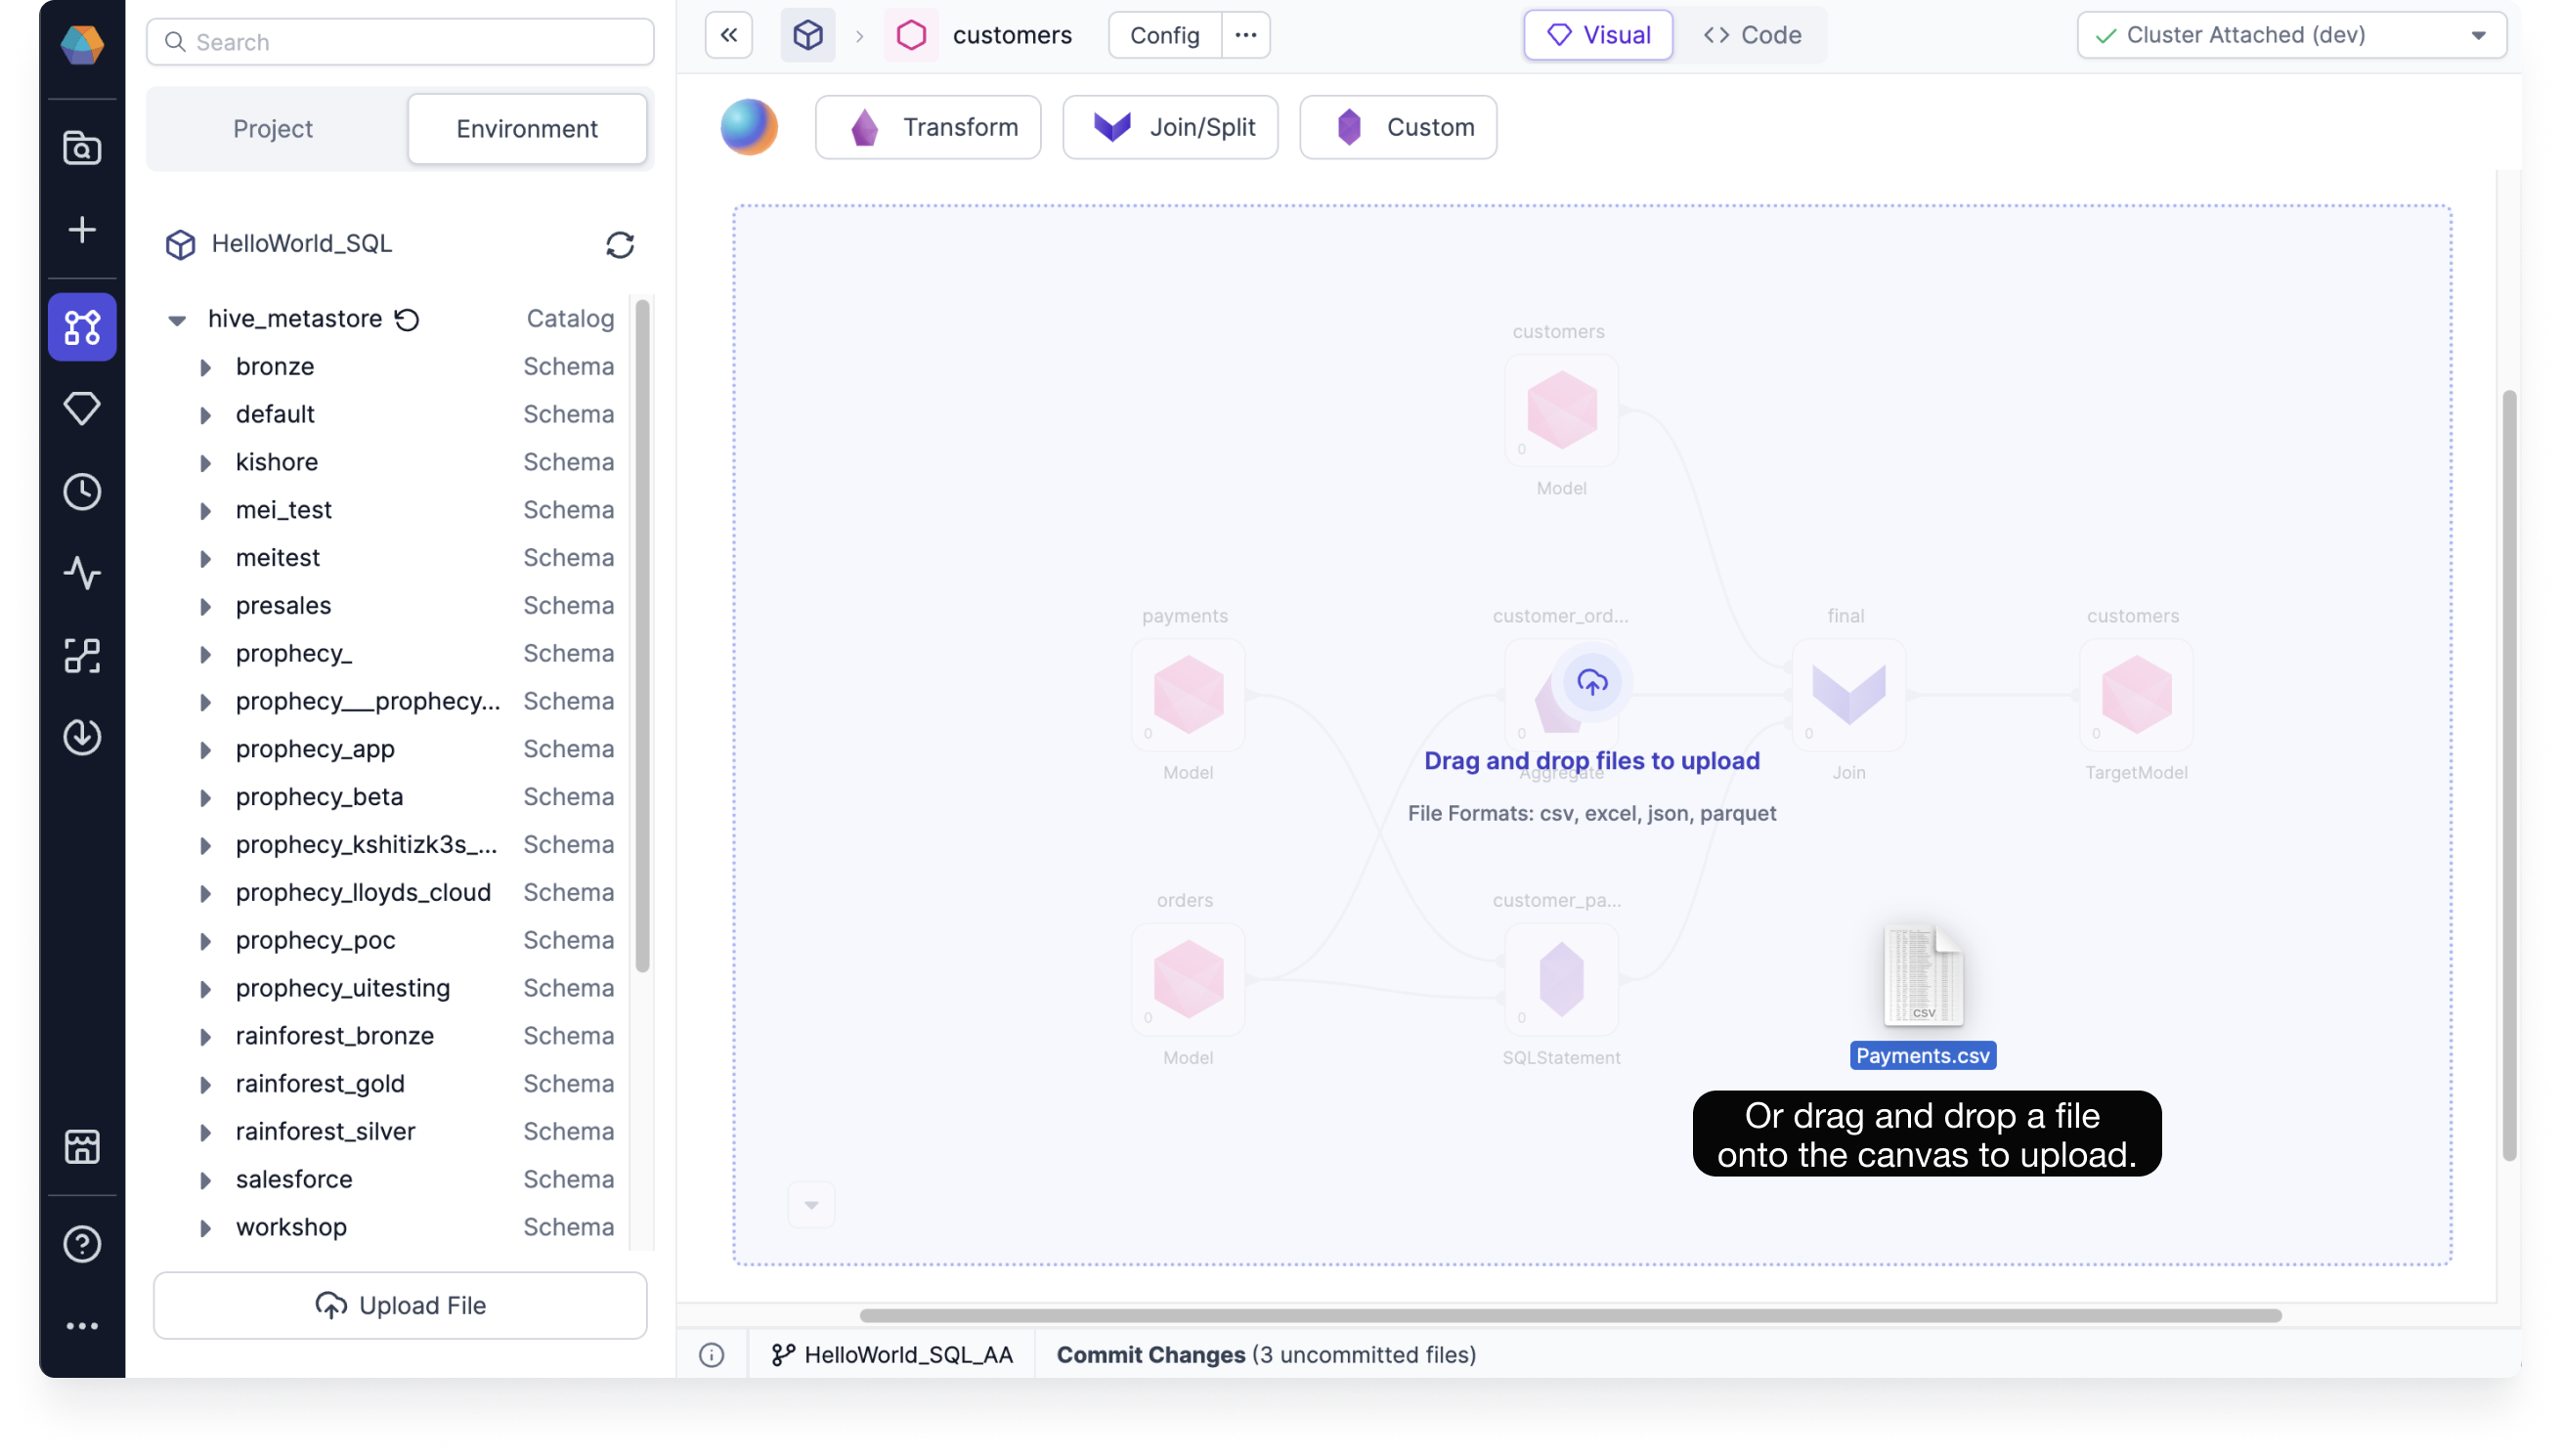 Search
Project
Environment
HelloWorld_SQL
hive_metastore Catalog
bronze Schema
default Schema
kishore Schema
mei_test Schema
meitest Schema
presales Schema
prophecy_ Schema
prophecy___prophecy... Schema
prophecy_app Schema
prophecy_beta Schema
prophecy_kshitizk3s_... Schema
prophecy_lloyds_cloud Schema
prophecy_poc Schema
prophecy_uitesting Schema
rainforest_bronze Schema
rainforest_gold Schema
rainforest_silver Schema
salesforce Schema
workshop Schema
Upload File
customers
Config
Visual
Code
Cluster Attached (dev)
Transform
Join/Split
Custom
customers
0
Model
payments
0
Model
customer_ord...
0
Aggregate
final
0
Join
customers
0
TargetModel
Drag and drop files to upload
File Formats: csv, excel, json, parquet
orders
0
Model
customer_pa...
0
SQLStatement
CSV
Payments.csv
Or drag and drop a file
onto the canvas to upload.
HelloWorld_SQL_AA
Commit Changes (3 uncommitted files)